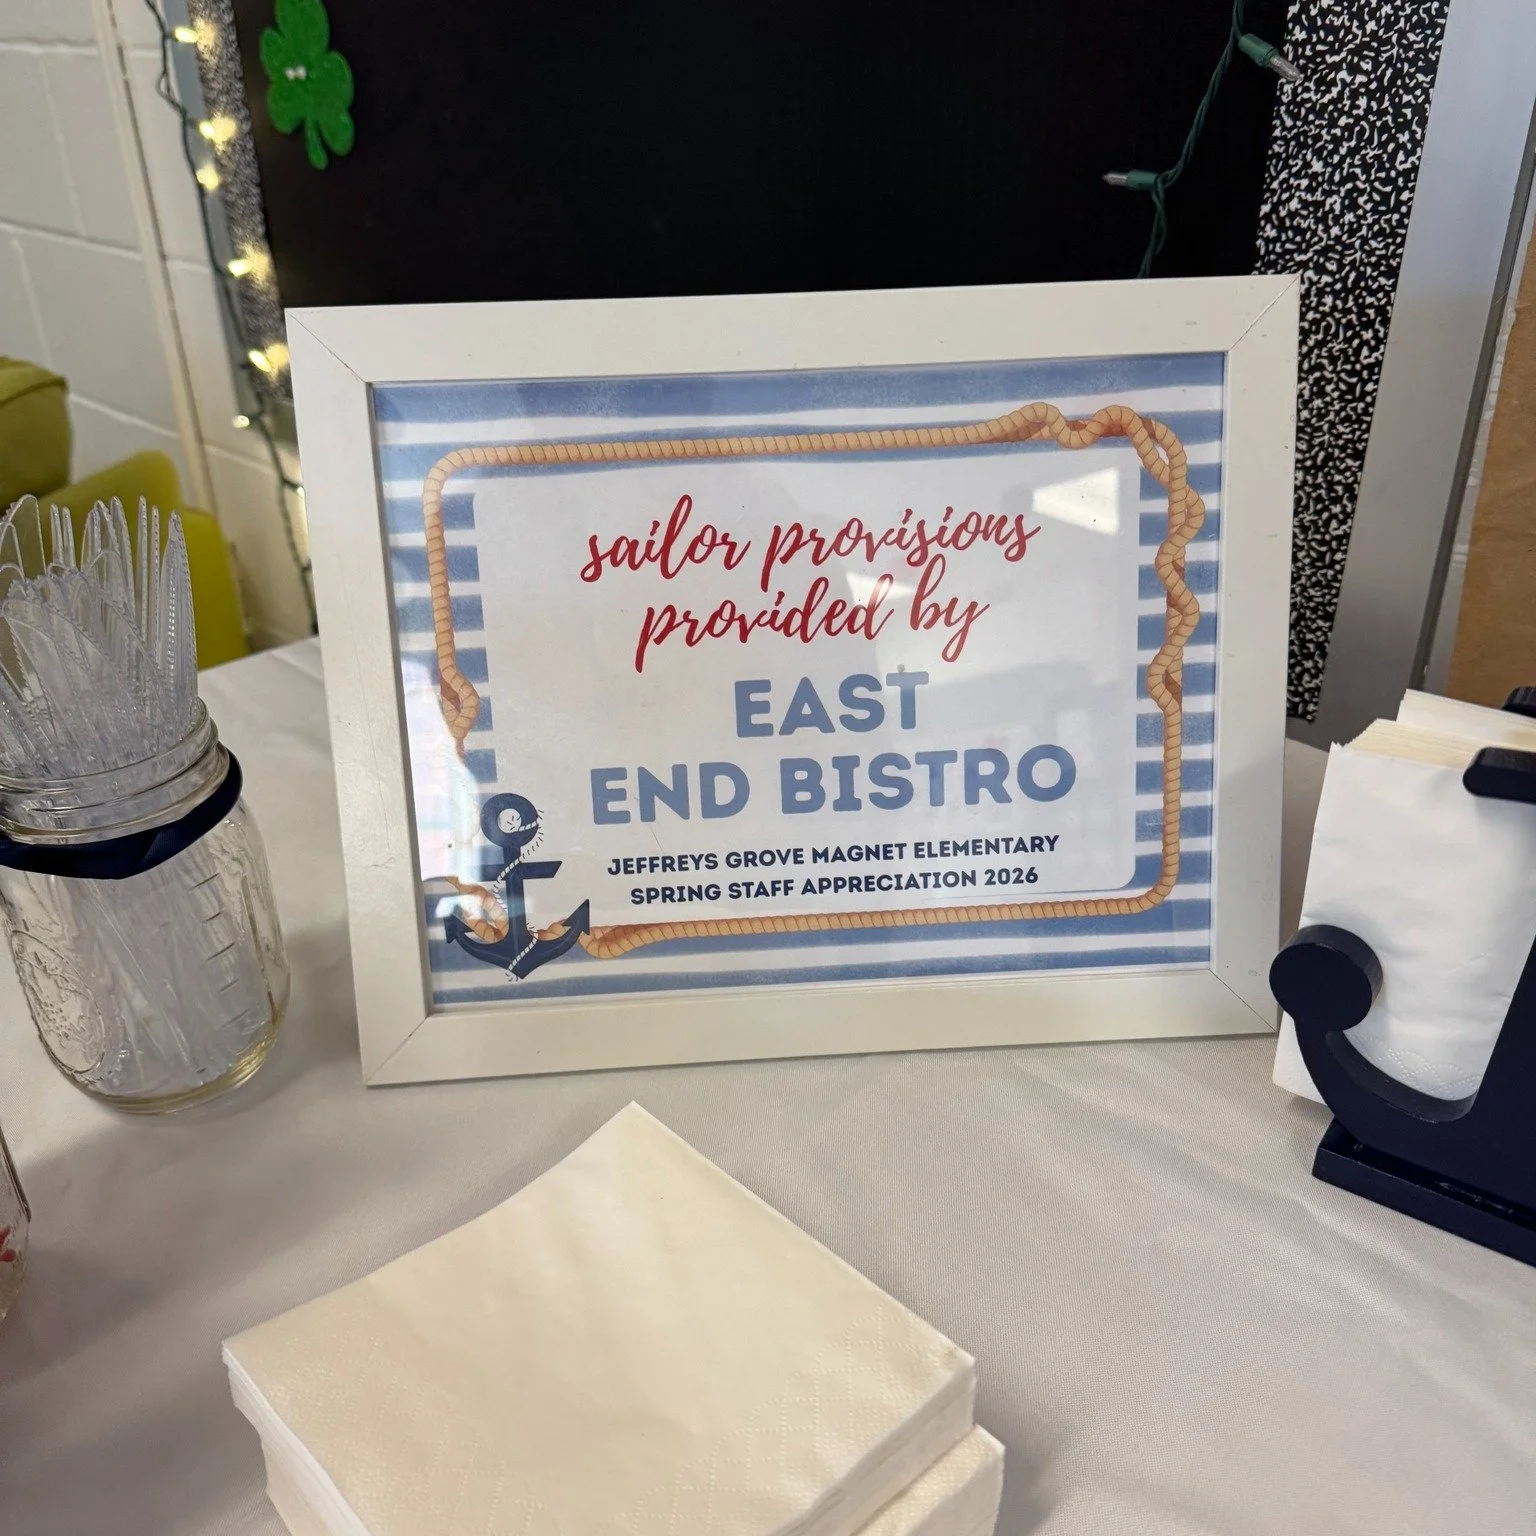 sailor provisions
provided by
EAST
END BISTRO
JEFFREYS GROVE MAGNET ELEMENTARY
SPRING STAFF APPRECIATION 2026